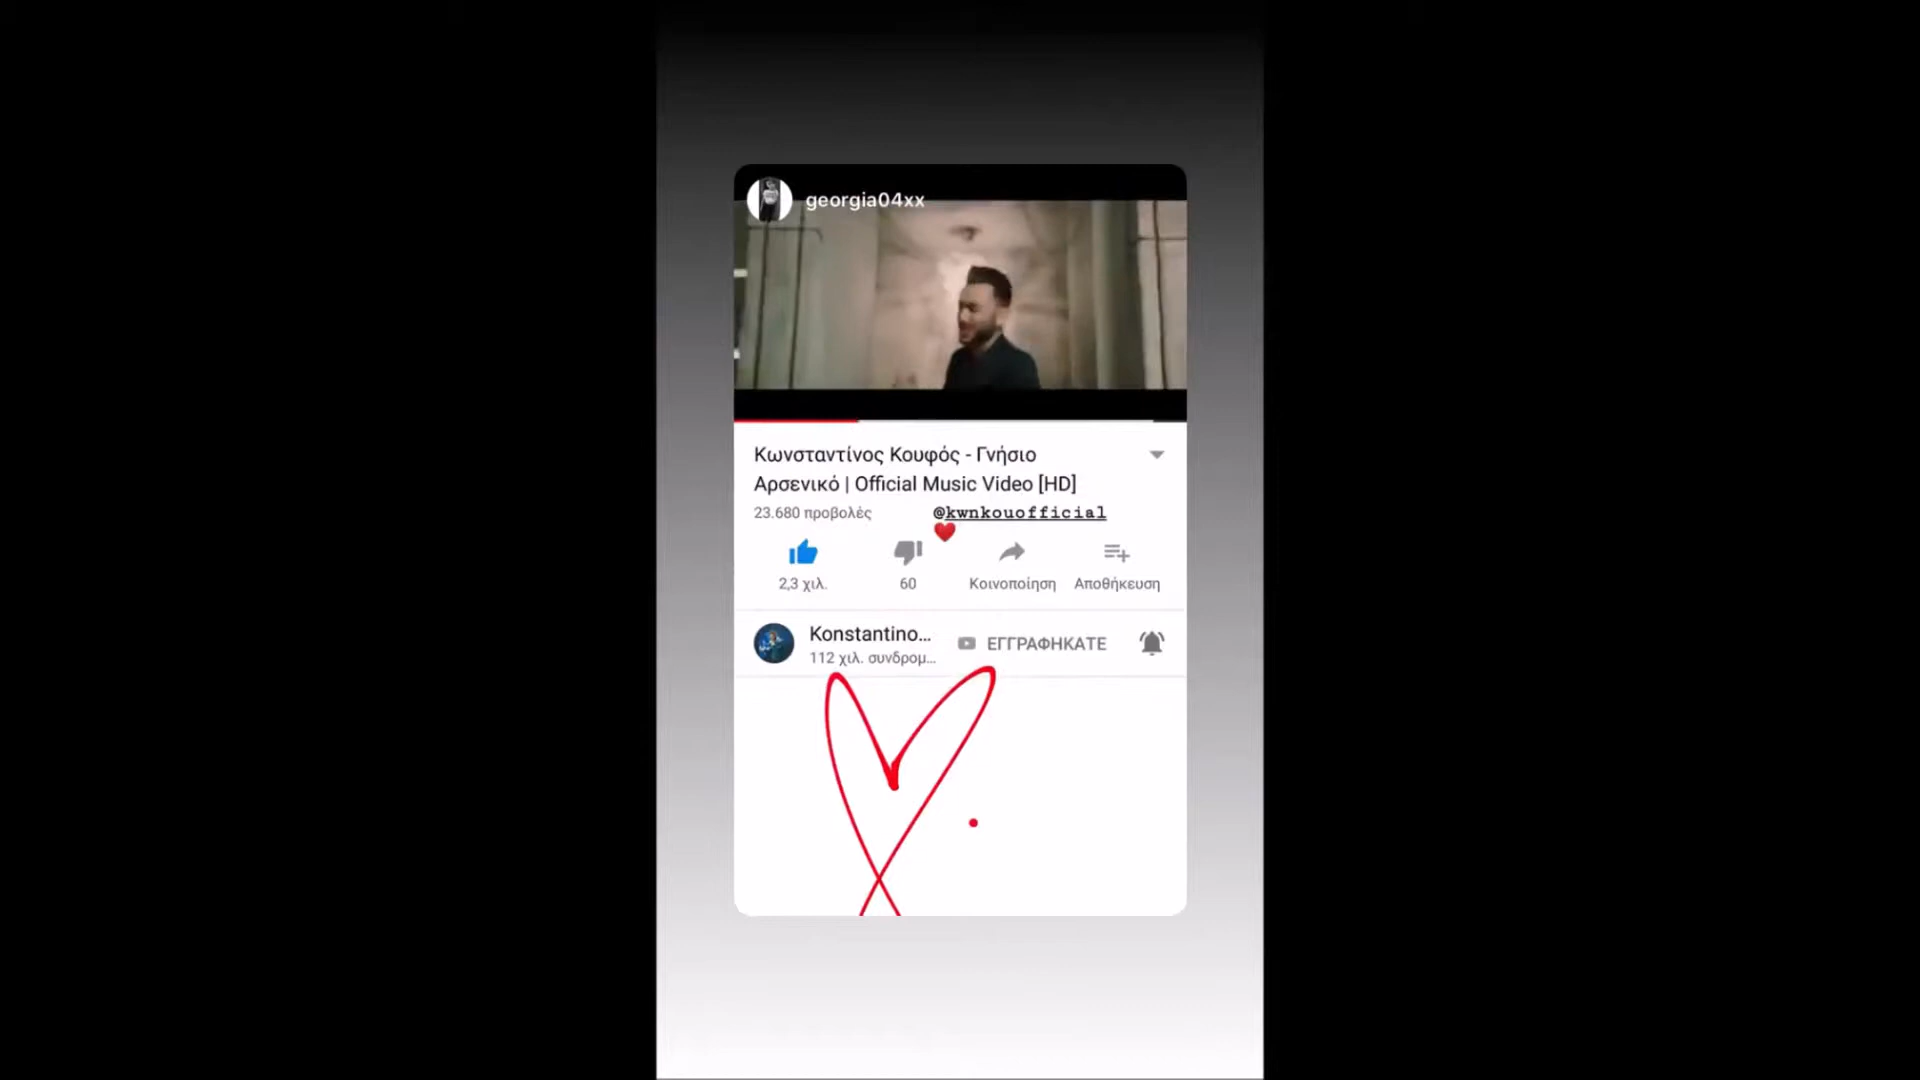 georgia04xx
Κωνσταντίνος Κουφός - Γνήσιο
Αρσενικό | Official Music Video [HD]
23.680 προβολές
@kwnkouofficial
2,3 χιλ.
60
Κοινοποίηση
Αποθήκευση
Konstantino...
ΕΓΓΡΑΦΗΚΑΤΕ
112 χιλ. συνδρομ...